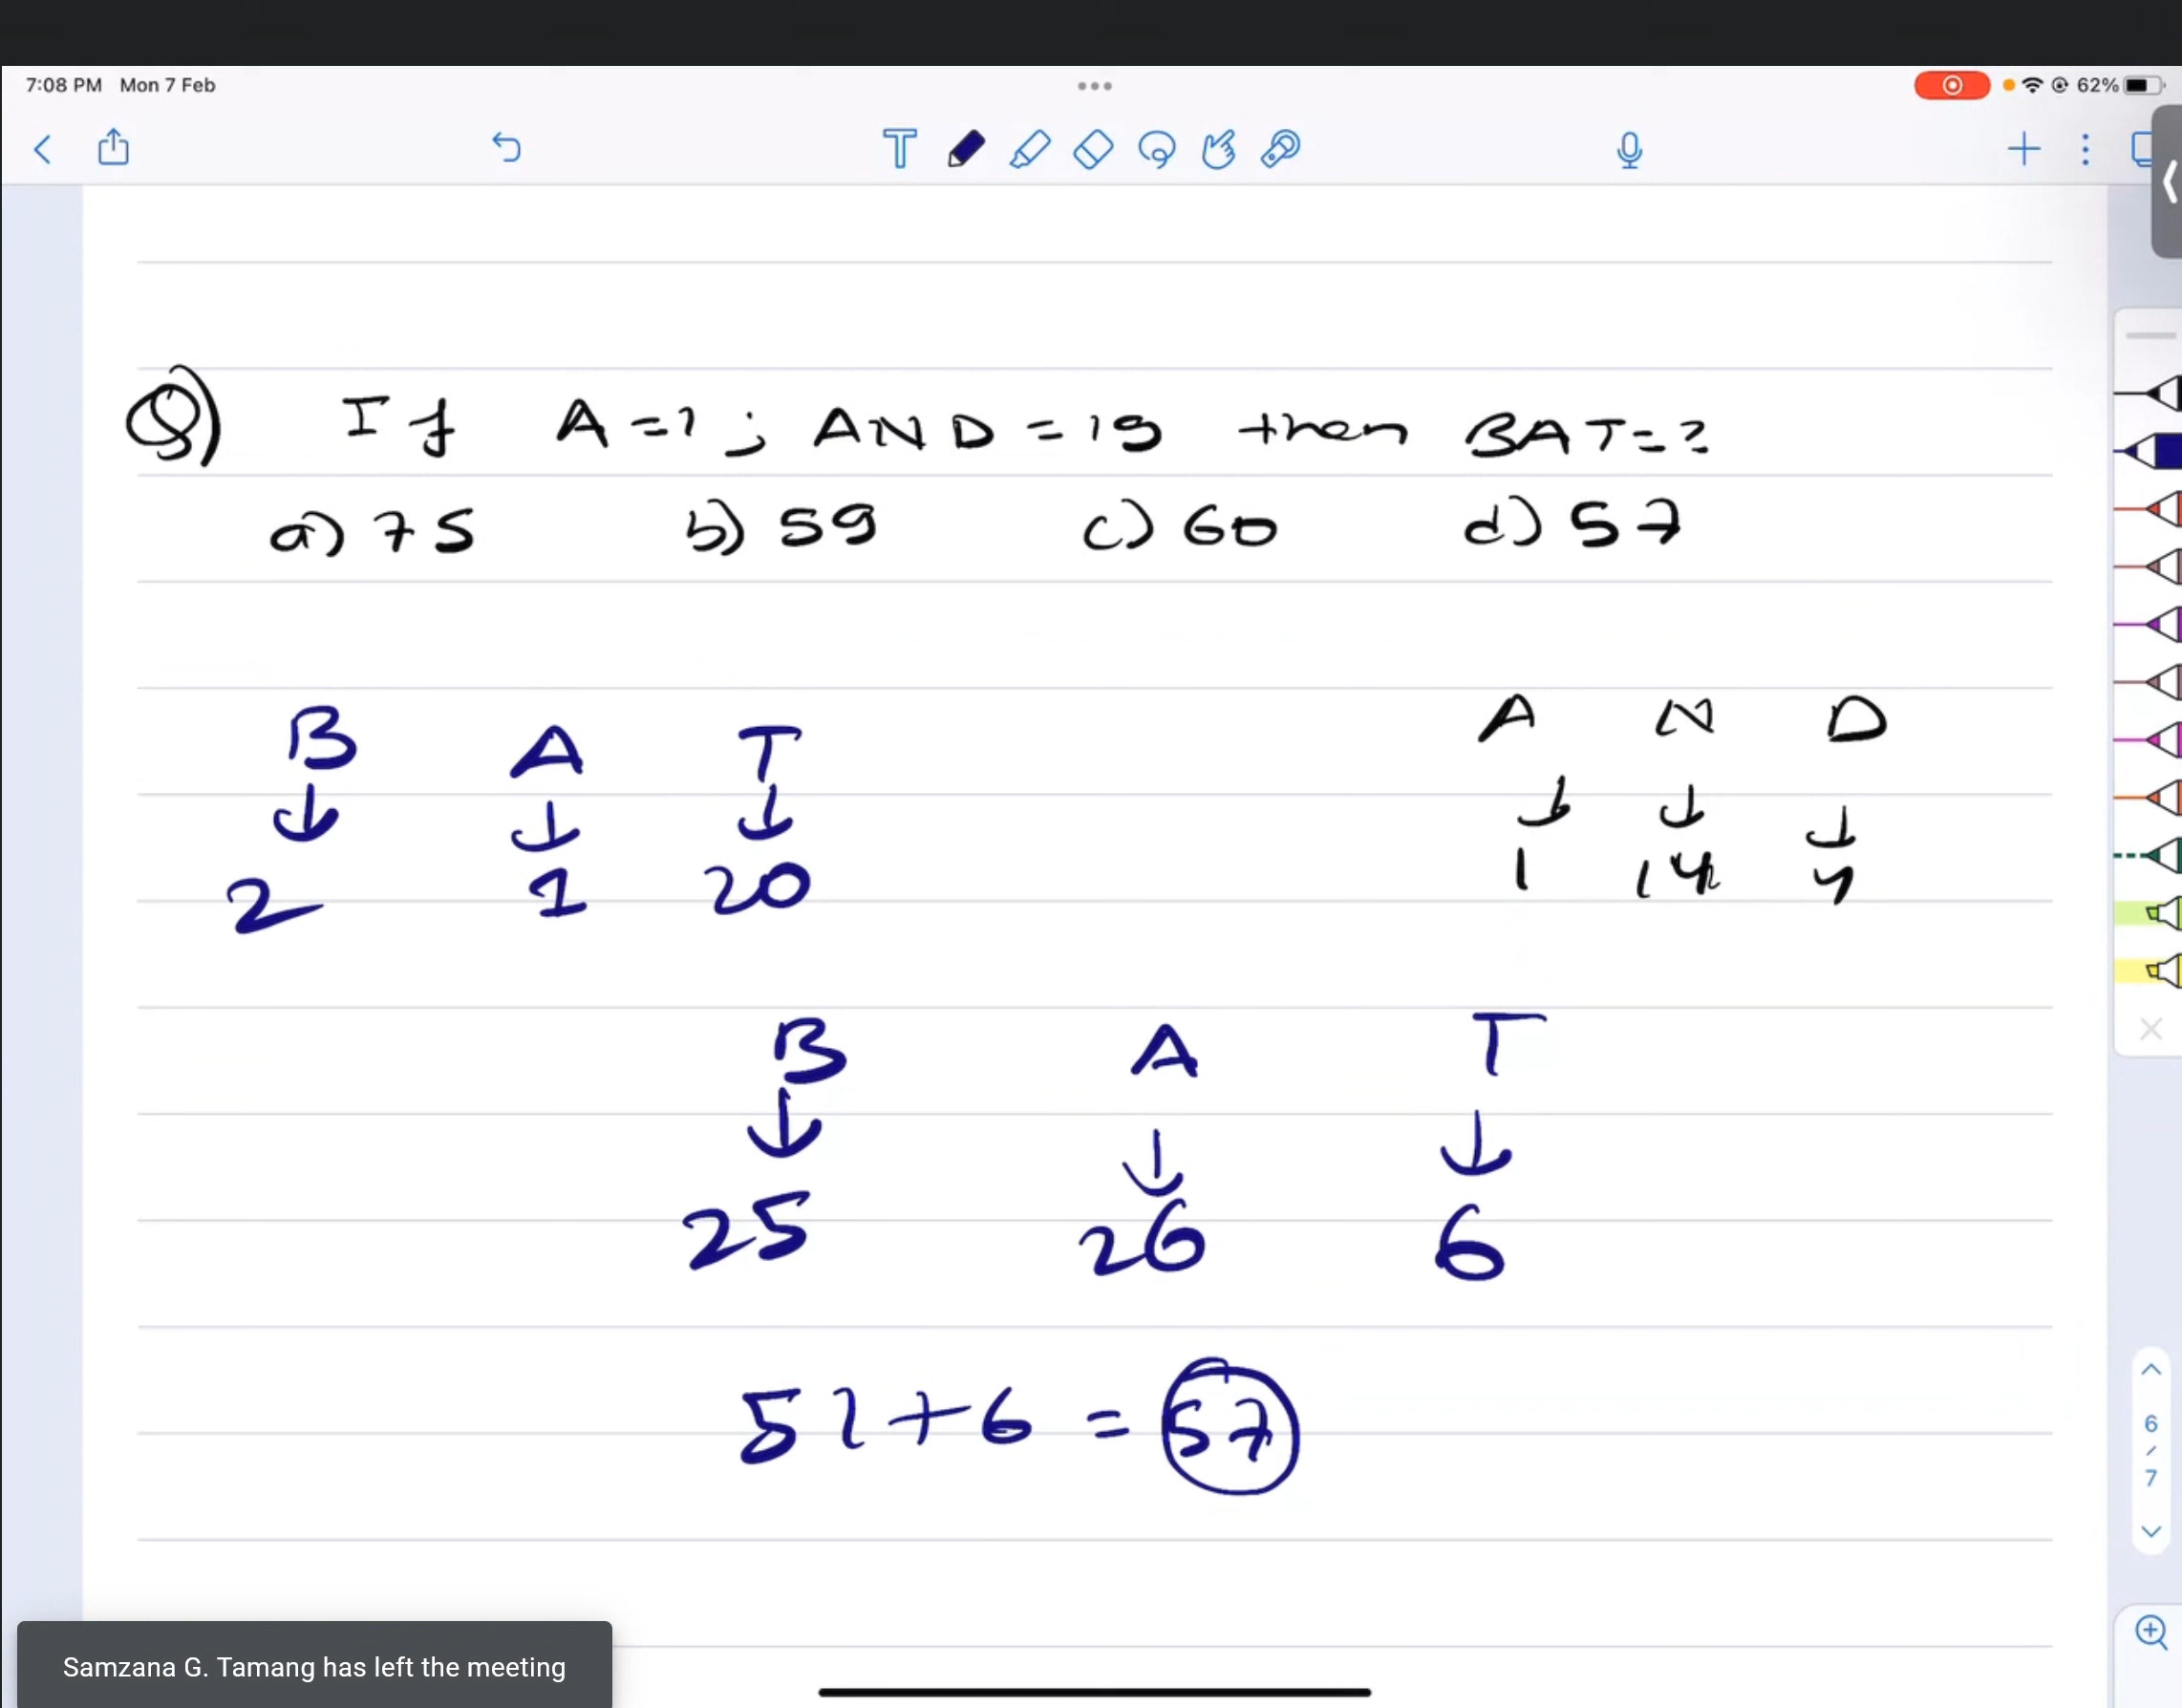 7:08 PM Mon 7 Feb
62%
Q) If A = 1 ; AND = 19 then BAT = ?
a) 75 b) 59 c) 60 d) 57
B A T
A N D
2 1 20
1 14 4
B A T
25 26 6
51 + 6 = 57
6
/
7
Samzana G. Tamang has left the meeting